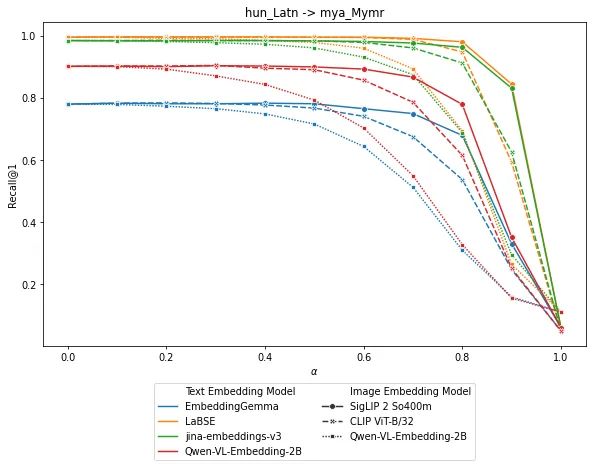 hun_Latn -> mya_Mymr
Recall@1
1.0
0.8
0.6
0.4
0.2
0.0 0.2 0.4 0.6 0.8 1.0
α
Text Embedding Model Image Embedding Model
EmbeddingGemma SigLIP 2 So400m
LaBSE CLIP ViT-B/32
jina-embeddings-v3 Qwen-VL-Embedding-2B
Qwen-VL-Embedding-2B